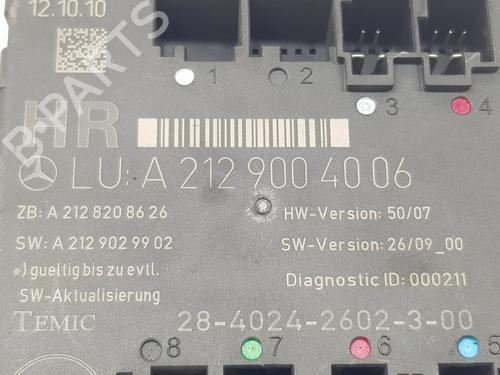 12.10.10
B-PARTS
1 2
3 4
HR
LU: A 212 900 40 06
ZB: A 212 820 86 26
HW-Version: 50/07
SW: A 212 902 99 02
SW-Version: 26/09_00
*) gueltig bis zu evtl.
Diagnostic ID: 000211
SW-Aktualisierung
TEMIC
28-4024-2602-3-00
8 7 6 5